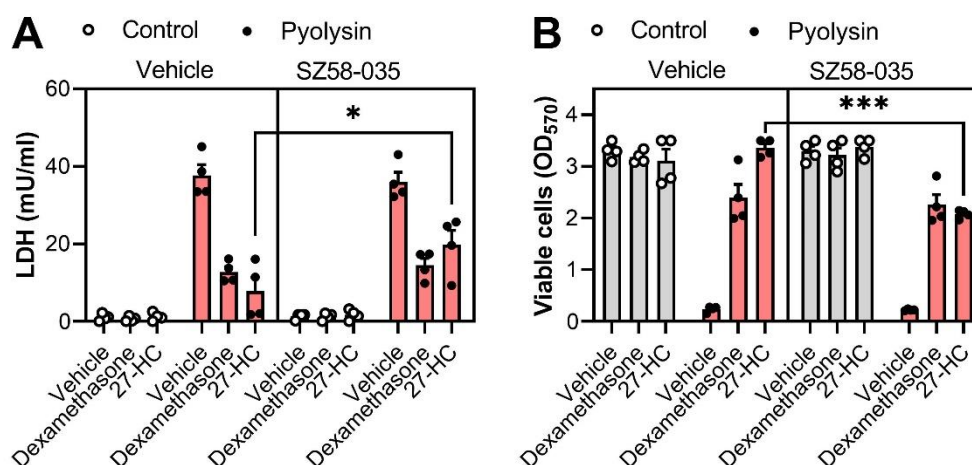 A
Control Pyolysin
Vehicle SZ58-035
LDH (mU/ml)
60
40
20
0
*
Vehicle
Dexamethasone
27-HC
Vehicle
Dexamethasone
27-HC
Vehicle
Dexamethasone
27-HC
Vehicle
Dexamethasone
27-HC
B
Control Pyolysin
Vehicle SZ58-035
Viable cells (OD570)
4
3
2
1
0
***
Vehicle
Dexamethasone
27-HC
Vehicle
Dexamethasone
27-HC
Vehicle
Dexamethasone
27-HC
Vehicle
Dexamethasone
27-HC